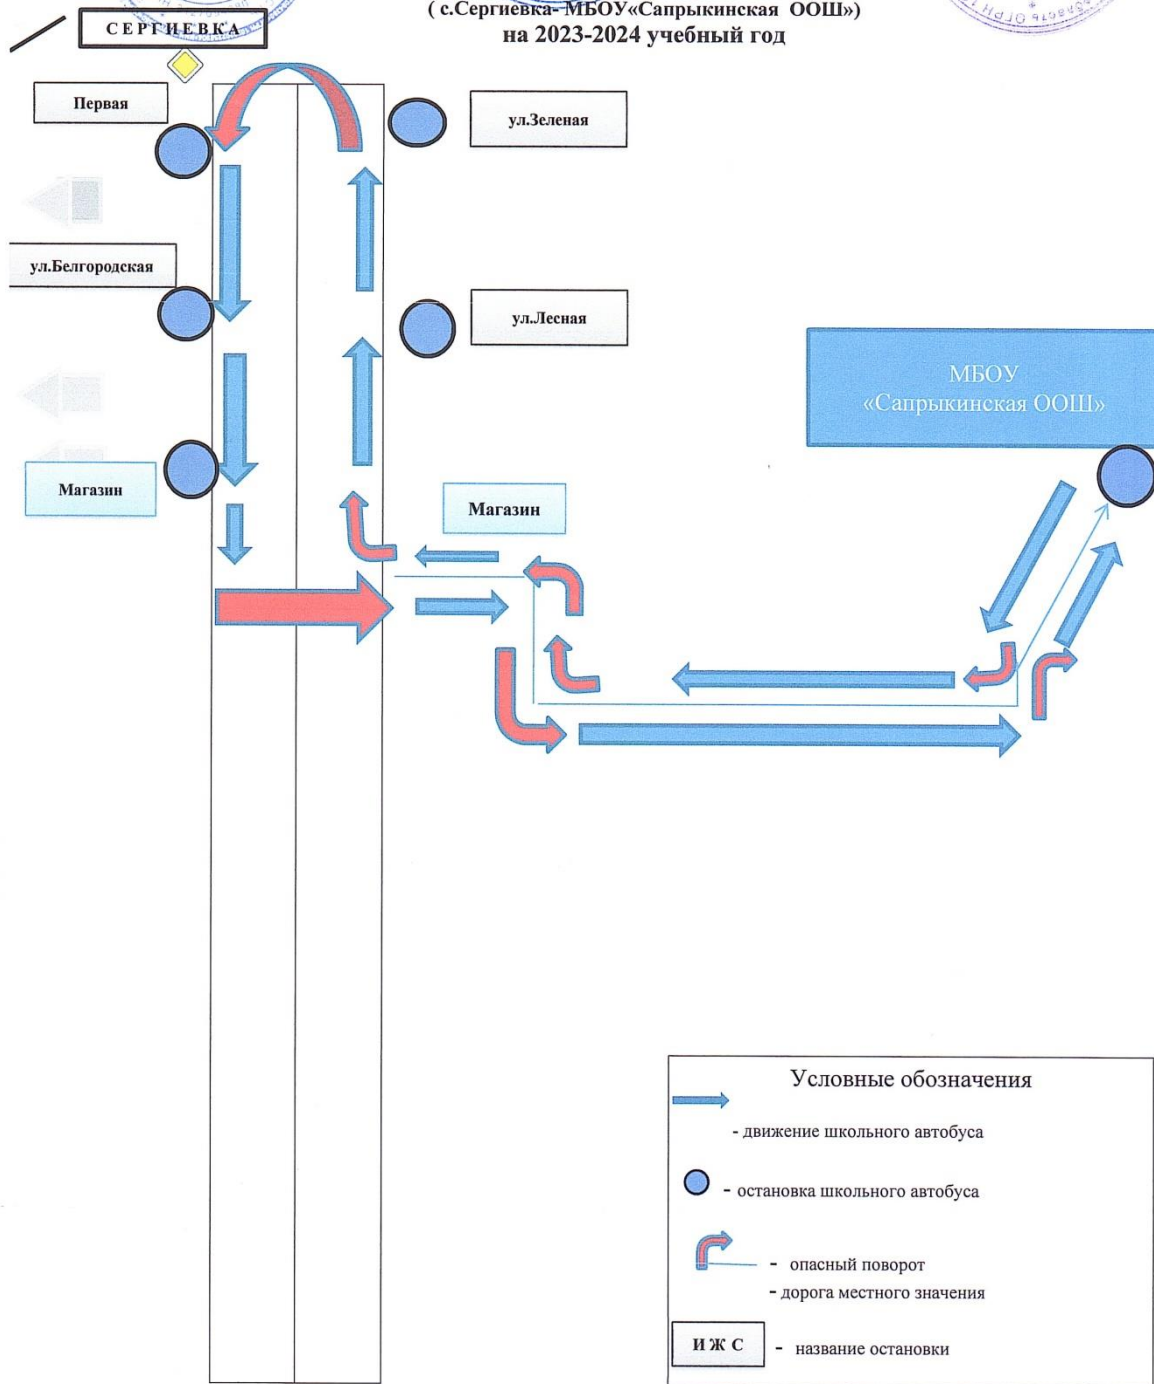 ( с.Сергиевка- МБОУ«Сапрыкинская ООШ»)
на 2023-2024 учебный год
СЕРГИЕВКА
Первая
ул.Зеленая
ул.Белгородская
ул.Лесная
МБОУ
«Сапрыкинская ООШ»
Магазин
Магазин
Условные обозначения
- движение школьного автобуса
- остановка школьного автобуса
- опасный поворот
- дорога местного значения
ИЖС - название остановки